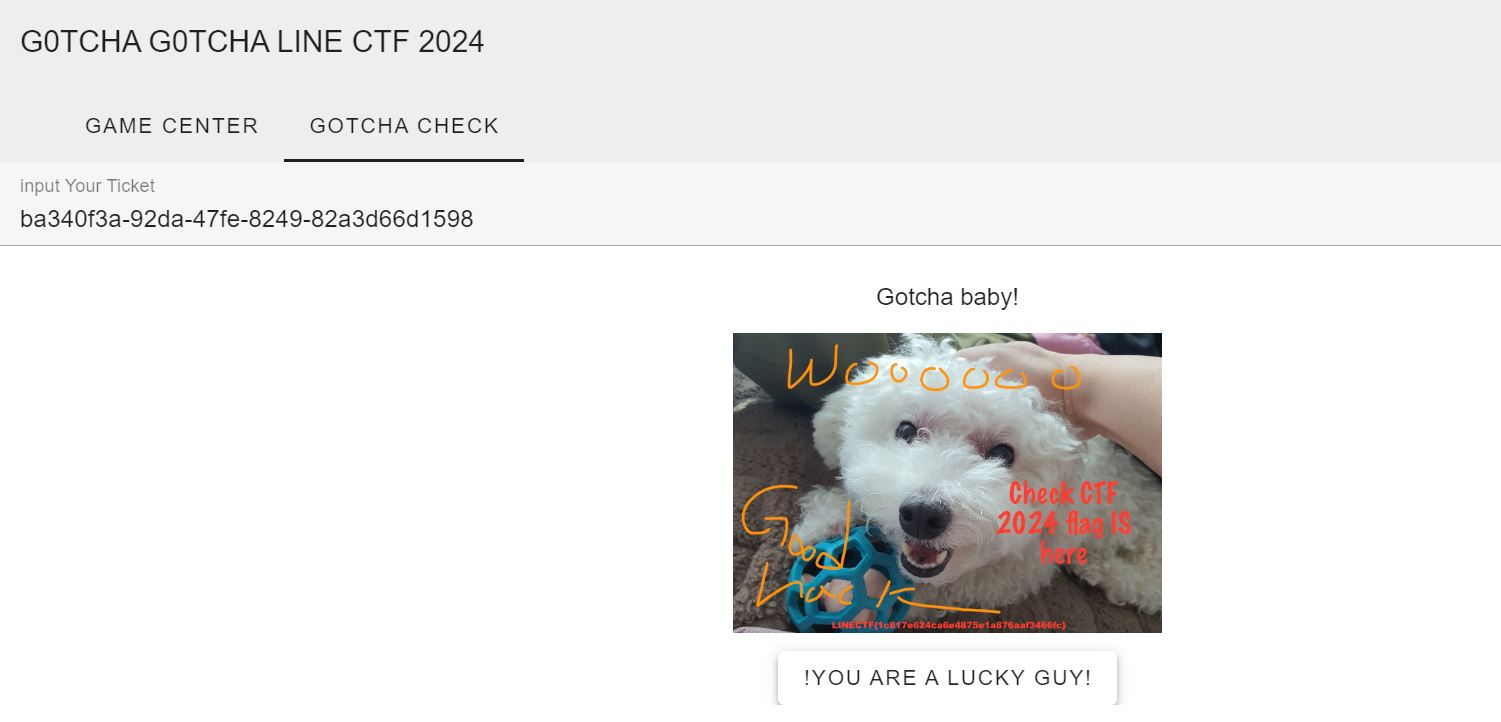 G0TCHA G0TCHA LINE CTF 2024
GAME CENTER GOTCHA CHECK
input Your Ticket
ba340f3a-92da-47fe-8249-82a3d66d1598
Gotcha baby!
Woooooo
Check CTF
2024 flag IS
here
Good
hack
LINECTF{1c817e624ca6e4875e1a876aaf3466fc}
!YOU ARE A LUCKY GUY!